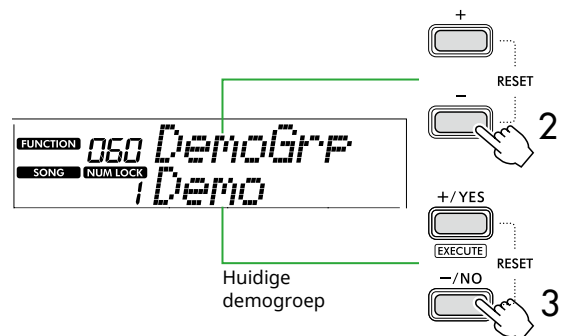 +
RESET
-
2
FUNCTION 060 DemoGrp
SONG NUM LOCK 1 Demo
+/YES
EXECUTE
RESET
-/NO
3
Huidige
demogroep